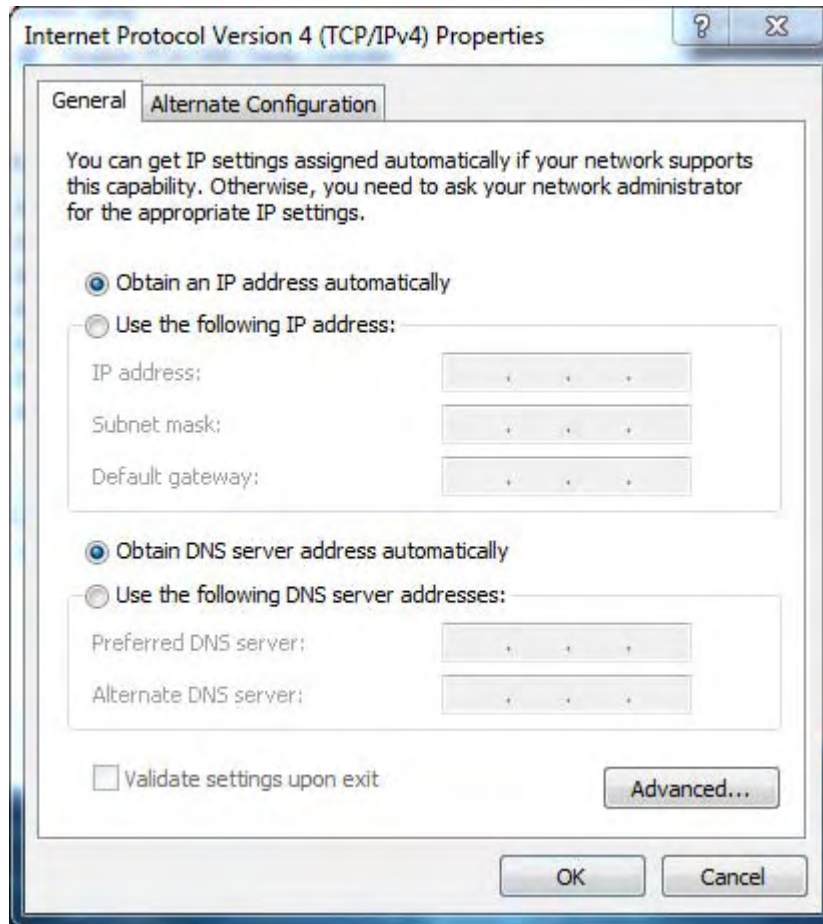 Internet Protocol Version 4 (TCP/IPv4) Properties
General
Alternate Configuration
You can get IP settings assigned automatically if your network supports
this capability. Otherwise, you need to ask your network administrator
for the appropriate IP settings.
Obtain an IP address automatically
Use the following IP address:
IP address:
Subnet mask:
Default gateway:
Obtain DNS server address automatically
Use the following DNS server addresses:
Preferred DNS server:
Alternate DNS server:
Validate settings upon exit
Advanced...
OK
Cancel